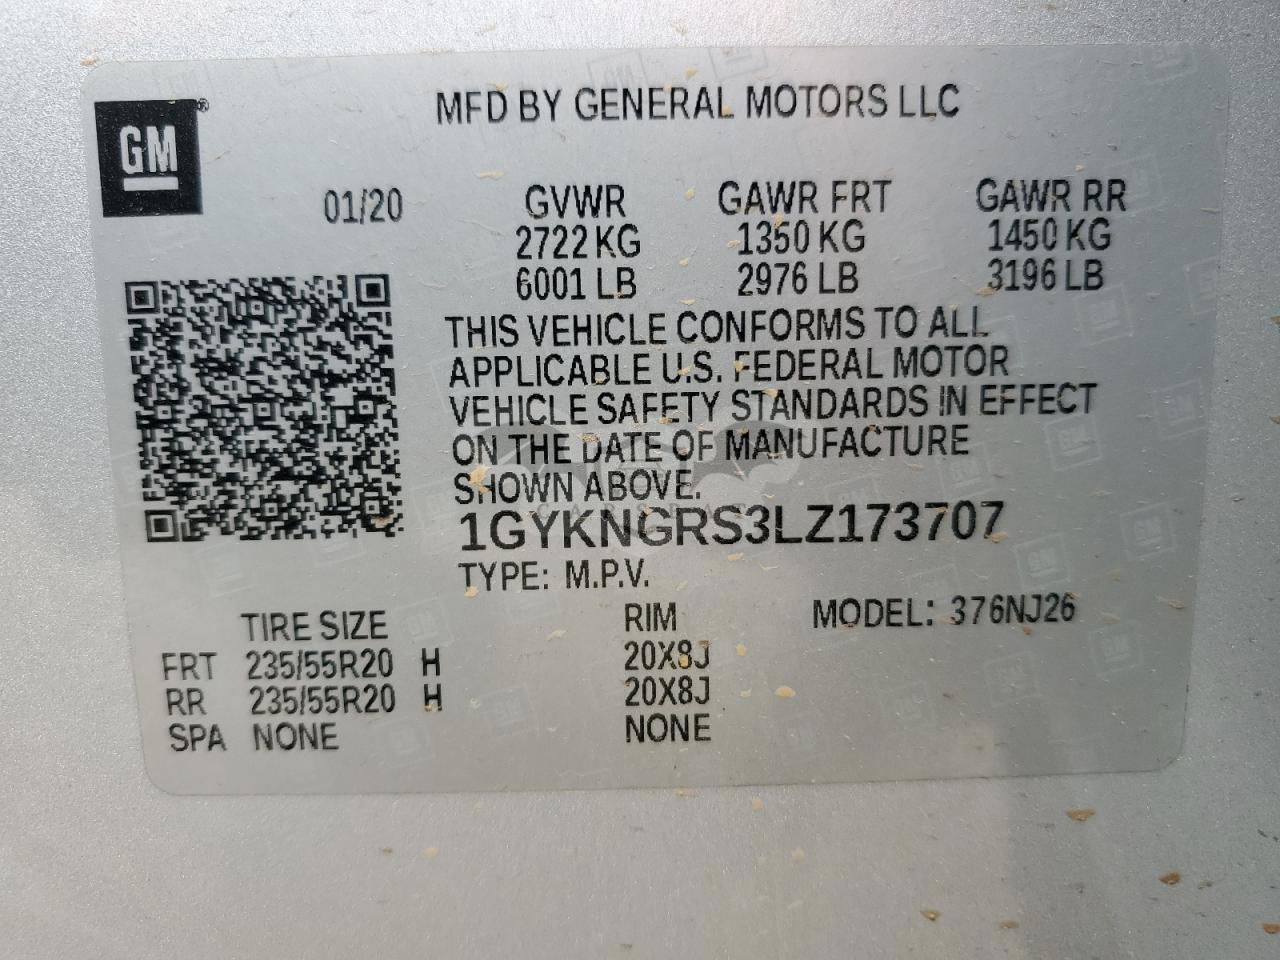 MFD BY GENERAL MOTORS LLC
GM®
01/20 GVWR GAWR FRT GAWR RR
2722 KG 1350 KG 1450 KG
6001 LB 2976 LB 3196 LB
THIS VEHICLE CONFORMS TO ALL
APPLICABLE U.S. FEDERAL MOTOR
VEHICLE SAFETY STANDARDS IN EFFECT
ON THE DATE OF MANUFACTURE
SHOWN ABOVE.
1GYKNGRS3LZ173707
TYPE: M.P.V.
TIRE SIZE RIM MODEL: 376NJ26
FRT 235/55R20 H 20X8J
RR 235/55R20 H 20X8J
SPA NONE NONE